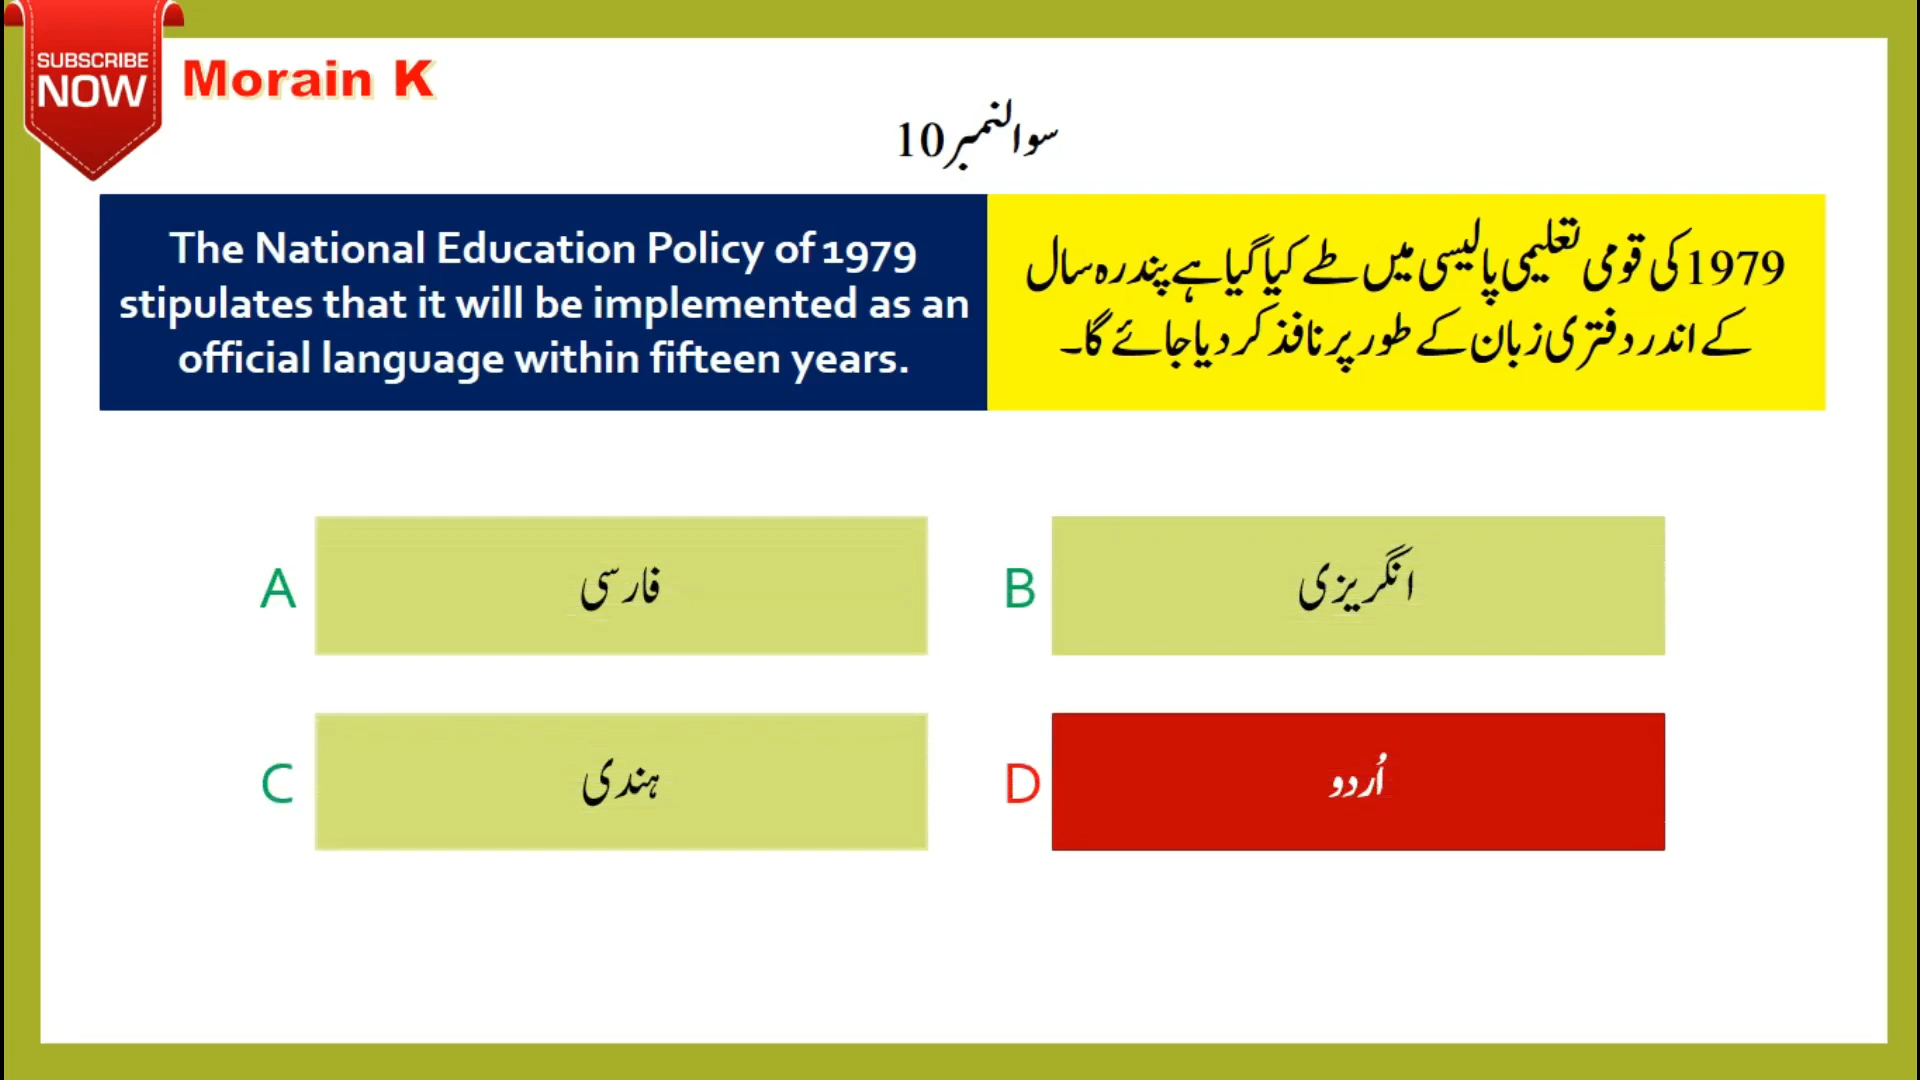 SUBSCRIBE
NOW
Morain K
سوالنمبر10
The National Education Policy of 1979
stipulates that it will be implemented as an
official language within fifteen years.
1979 کی قومی تعلیمی پالیسی میں طے کیا گیا ہے پندرہ سال
کے اندر دفتری زبان کے طور پر نافذ کر دیا جائے گا۔
A فارسی
B انگریزی
C ہندی
D اُردو